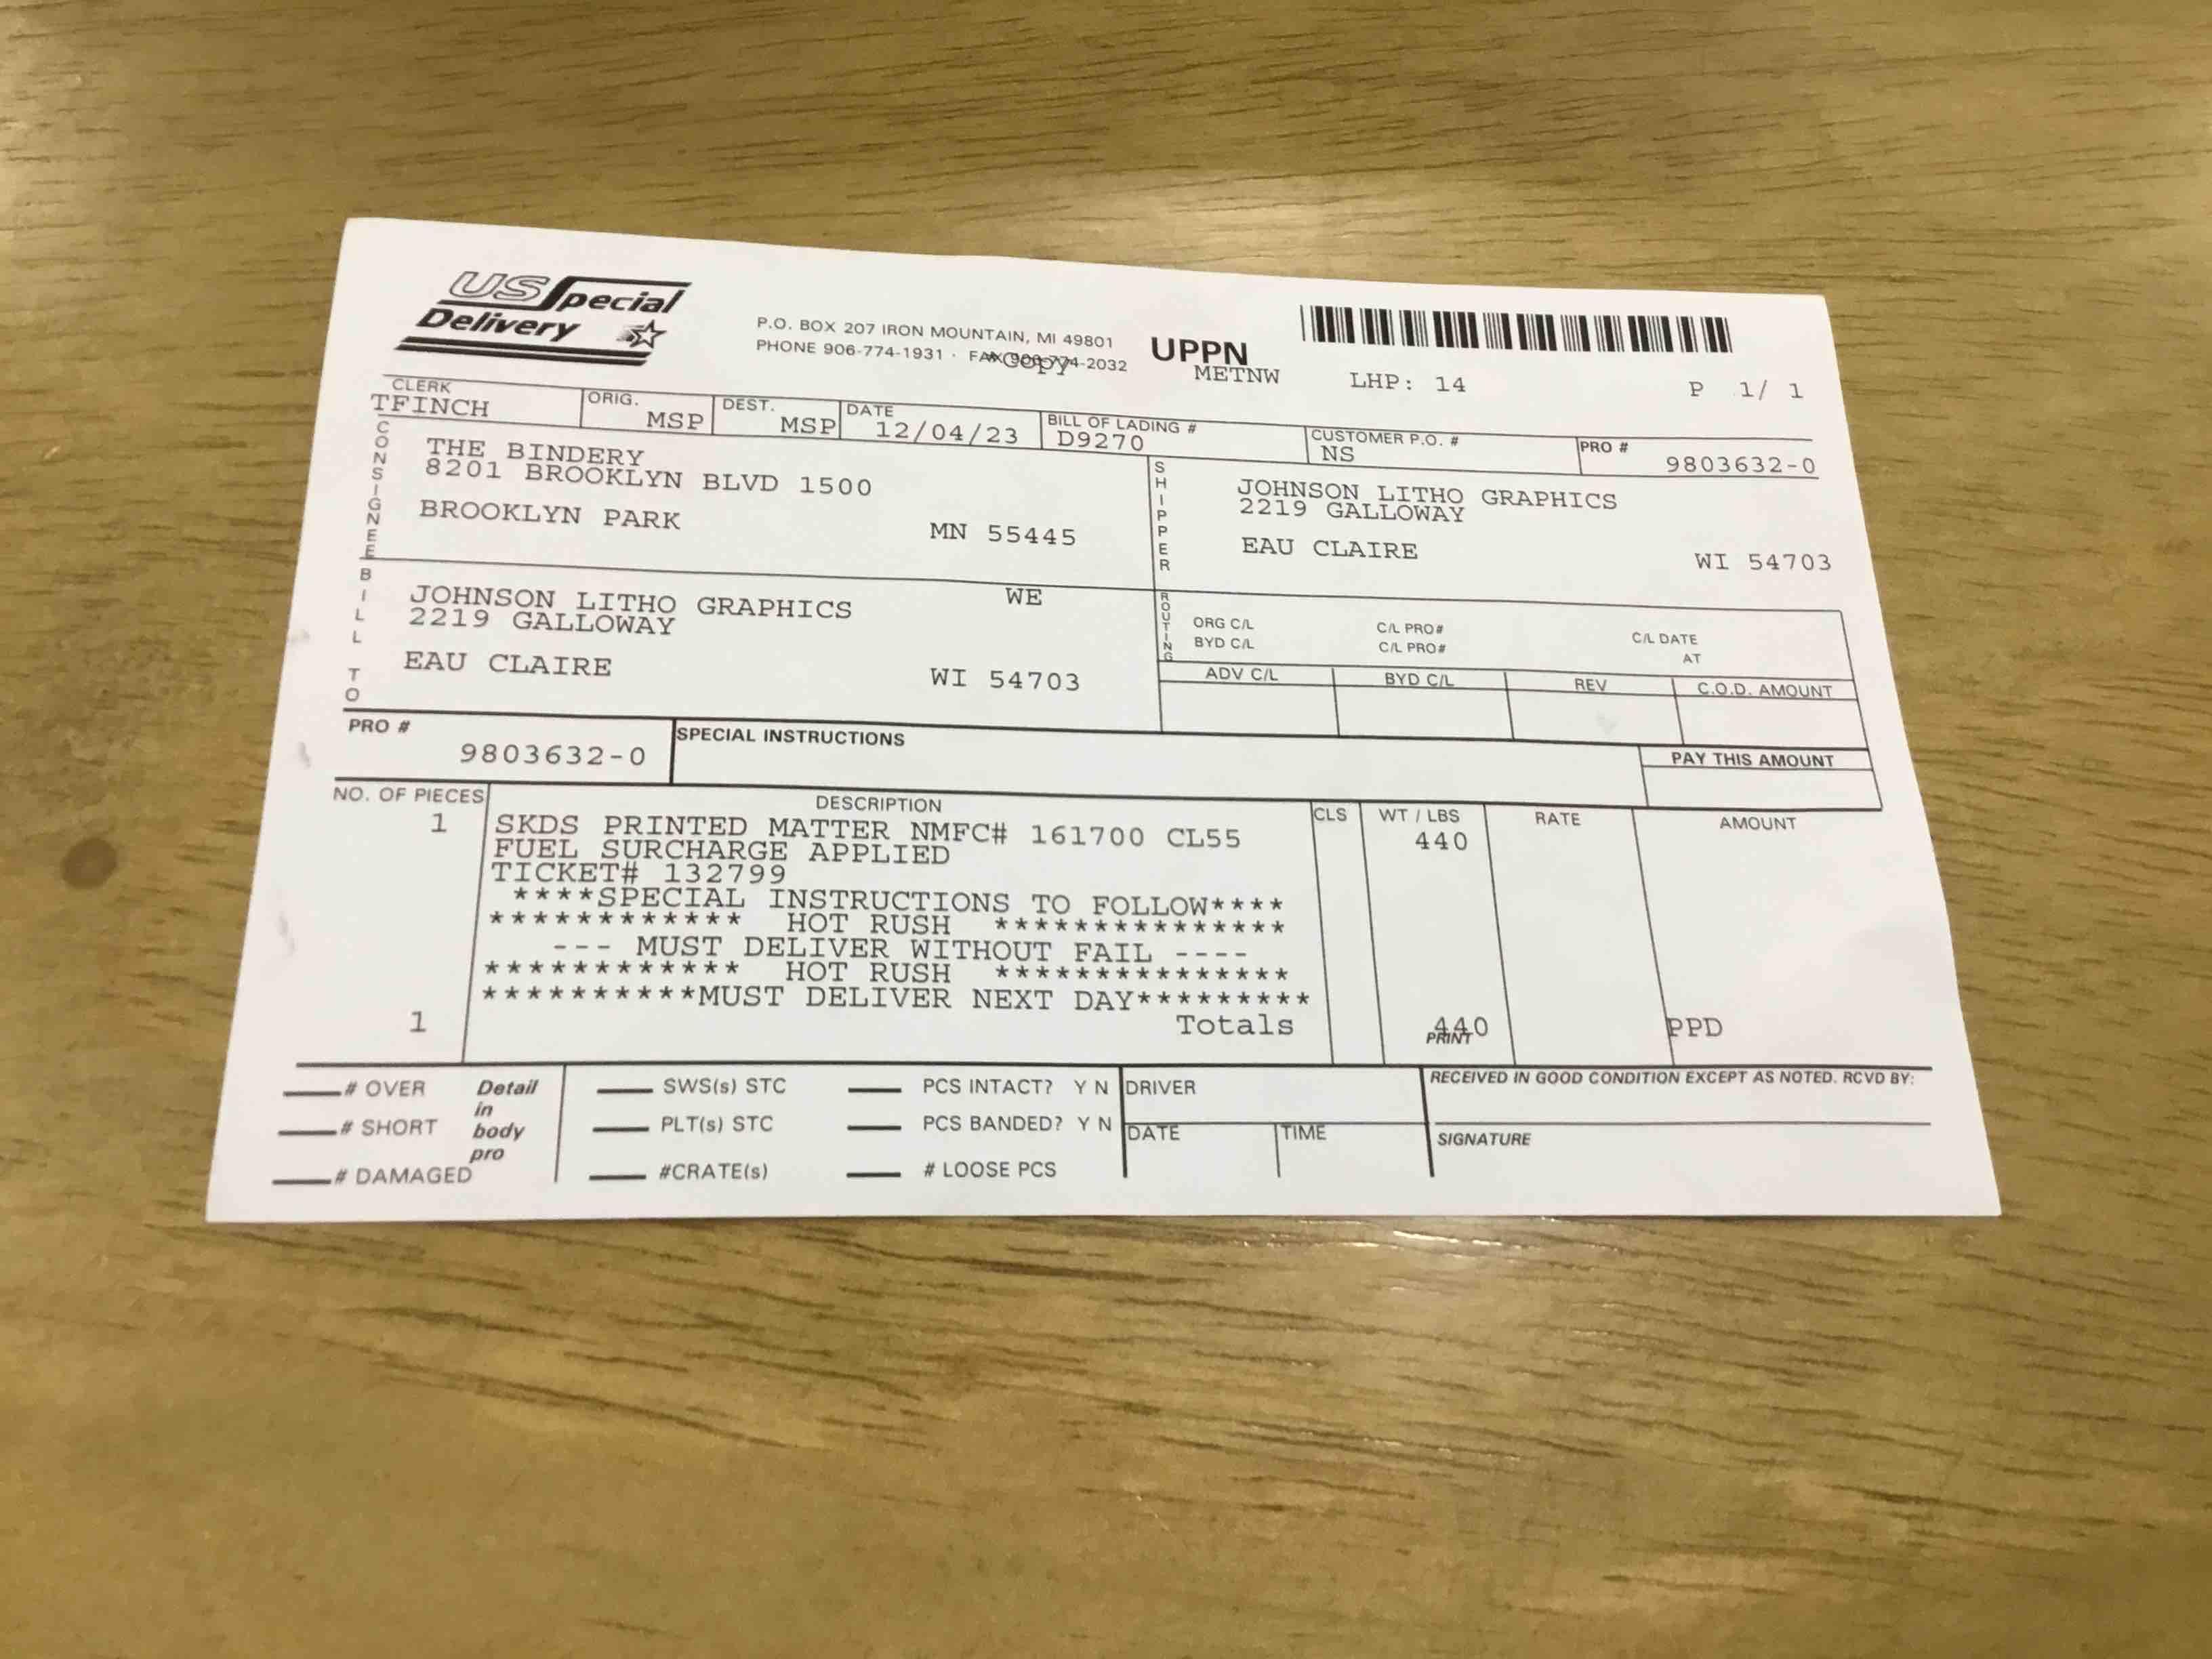 US Special
Delivery
P.O. BOX 207 IRON MOUNTAIN, MI 49801
PHONE 906-774-1931 · FAX 906-774-2032
*Copy*
UPPN
METNW
LHP: 14
P 1/ 1
CLERK
TFINCH
ORIG.
MSP
DEST.
MSP
DATE
12/04/23
BILL OF LADING #
D9270
CUSTOMER P.O. #
NS
PRO #
9803632-0
CONSIGNEE
THE BINDERY
8201 BROOKLYN BLVD 1500
BROOKLYN PARK MN 55445
SHIPPER
JOHNSON LITHO GRAPHICS
2219 GALLOWAY
EAU CLAIRE WI 54703
BILL TO
JOHNSON LITHO GRAPHICS WE
2219 GALLOWAY
EAU CLAIRE WI 54703
ROUTING
ORG C/L C/L PRO# C/L DATE
BYD C/L C/L PRO# AT
ADV C/L BYD C/L REV C.O.D. AMOUNT
PRO #
9803632-0
SPECIAL INSTRUCTIONS
PAY THIS AMOUNT
NO. OF PIECES DESCRIPTION CLS WT / LBS RATE AMOUNT
1 SKDS PRINTED MATTER NMFC# 161700 CL55 440
FUEL SURCHARGE APPLIED
TICKET# 132799
****SPECIAL INSTRUCTIONS TO FOLLOW****
************ HOT RUSH **************
--- MUST DELIVER WITHOUT FAIL ----
************ HOT RUSH **************
**********MUST DELIVER NEXT DAY*********
1 Totals 440 PPD
PRINT
# OVER
# SHORT
# DAMAGED
Detail
in
body
pro
SWS(s) STC
PLT(s) STC
#CRATE(s)
PCS INTACT? Y N
PCS BANDED? Y N
# LOOSE PCS
DRIVER
DATE TIME
RECEIVED IN GOOD CONDITION EXCEPT AS NOTED. RCVD BY:
SIGNATURE